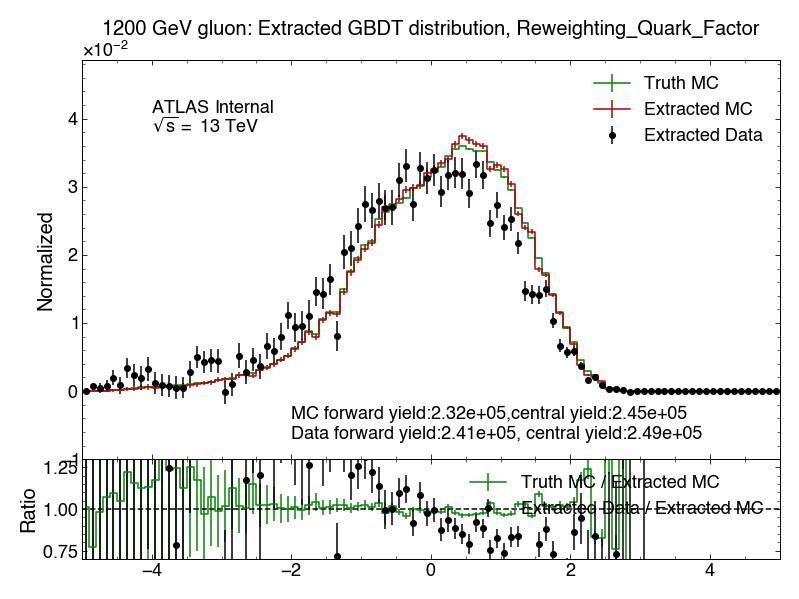 1200 GeV gluon: Extracted GBDT distribution, Reweighting_Quark_Factor
×10−2
ATLAS Internal
√s = 13 TeV
Truth MC
Extracted MC
Extracted Data
Normalized
4
3
2
1
0
MC forward yield:2.32e+05,central yield:2.45e+05
Data forward yield:2.41e+05, central yield:2.49e+05
1
1.25
1.00
0.75
Ratio
Truth MC / Extracted MC
Extracted Data / Extracted MC
−4
−2
0
2
4